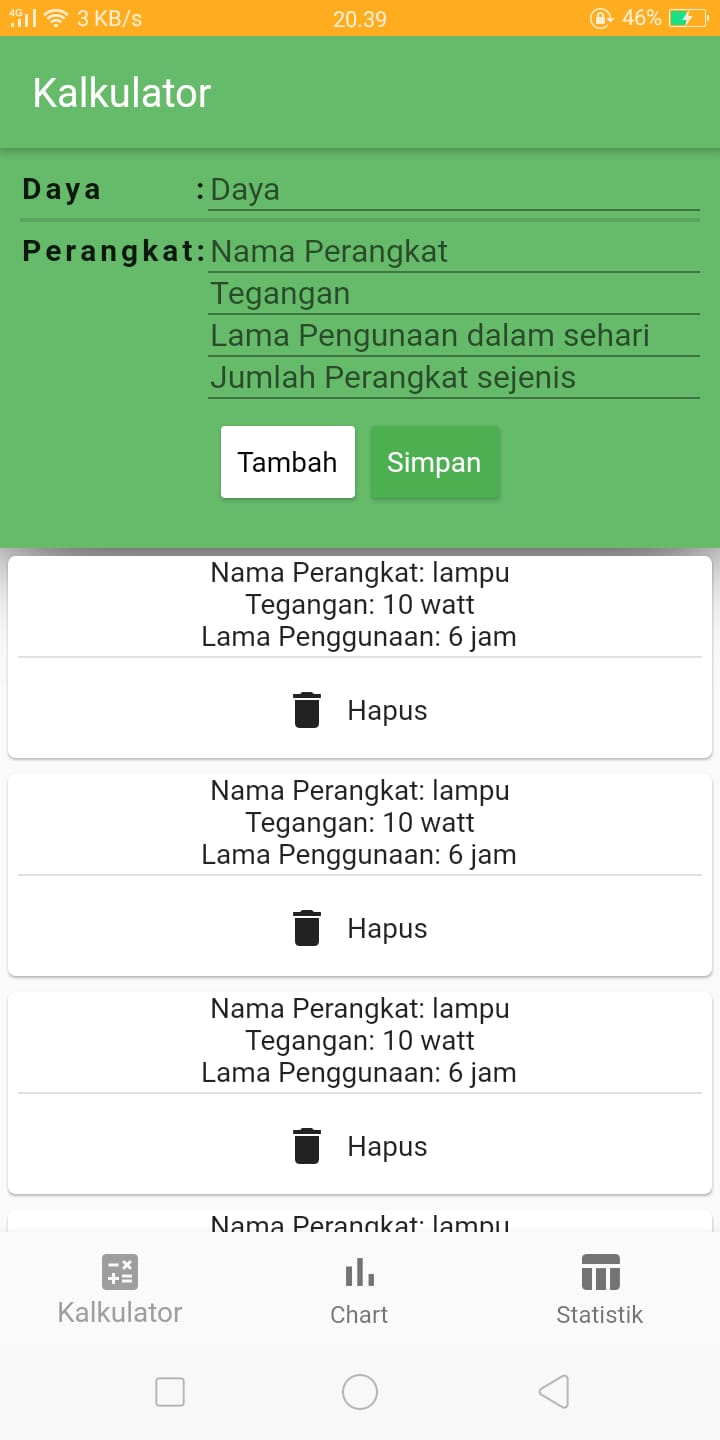 4G 3 KB/s 20.39 46%
Kalkulator
Daya : Daya
Perangkat: Nama Perangkat
Tegangan
Lama Pengunaan dalam sehari
Jumlah Perangkat sejenis
Tambah Simpan
Nama Perangkat: lampu
Tegangan: 10 watt
Lama Penggunaan: 6 jam
Hapus
Nama Perangkat: lampu
Tegangan: 10 watt
Lama Penggunaan: 6 jam
Hapus
Nama Perangkat: lampu
Tegangan: 10 watt
Lama Penggunaan: 6 jam
Hapus
Nama Perangkat: lampu
Kalkulator Chart Statistik